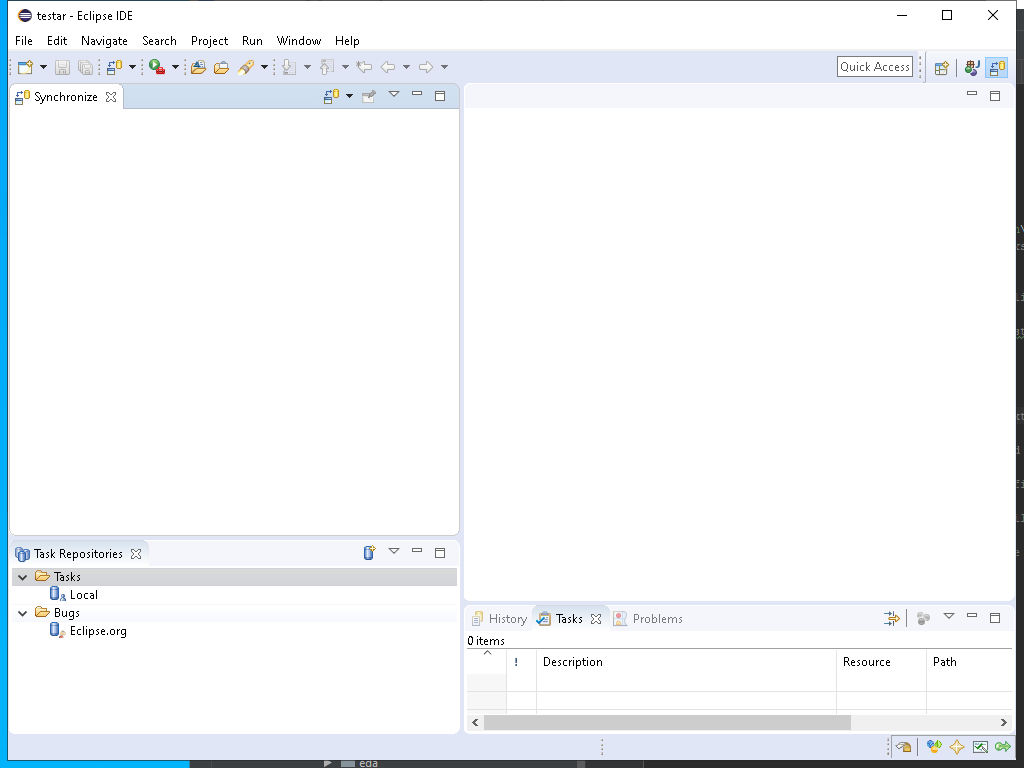 testar - Eclipse IDE
File Edit Navigate Search Project Run Window Help
Quick Access
Synchronize
Task Repositories
Tasks
Local
Bugs
Eclipse.org
History Tasks Problems
0 items
! Description Resource Path
eda